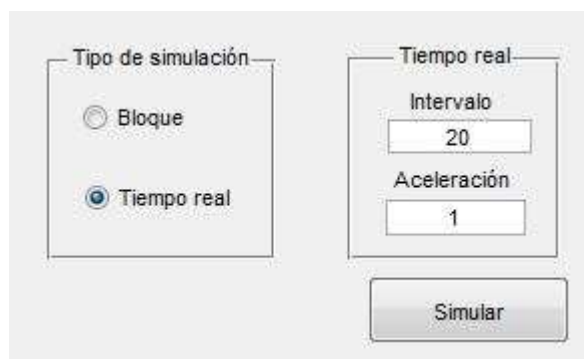 Tipo de simulación
Bloque
Tiempo real
Tiempo real
Intervalo
20
Aceleración
1
Simular